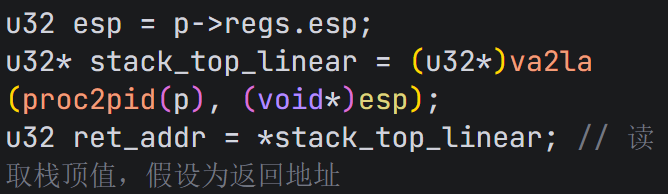 u32 esp = p->regs.esp;
u32* stack_top_linear = (u32*)va2la
(proc2pid(p), (void*)esp);
u32 ret_addr = *stack_top_linear; // 读
取栈顶值，假设为返回地址